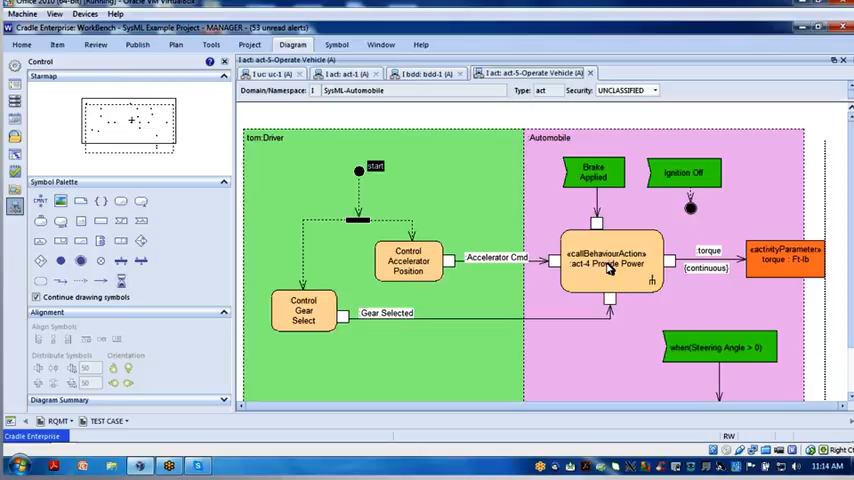 Office 2010 (64-bit) [Running] - Oracle VM VirtualBox
Machine View Devices Help
Cradle Enterprise: WorkBench - SysML Example Project - MANAGER - (53 unread alerts)
Home Item Review Plan Tools Project Diagram Symbol Window Help
Control
I act: act-5-Operate Vehicle (A)
Starmap
I uc: uc-1 (A)
I act: act-1 (A)
I bdd: bdd-1 (A)
I act: act-5-Operate Vehicle (A)
Domain/Namespace: I SysML-Automobile Type: act Security: UNCLASSIFIED
tom:Driver
Automobile
start
Brake
Applied
Ignition Off
Symbol Palette
CMNT
Control
Accelerator
Position
:Accelerator Cmd
«callBehaviourAction»
:act-4 Provide Power
:torque
{continuous}
«activityParameter»
torque : Ft-lb
Control
Gear
Select
:Gear Selected
Continue drawing symbols
Alignment
Align Symbols
Distribute Symbols Orientation
50
50
when(Steering Angle > 0)
Diagram Summary
RQMT TEST CASE
Cradle Enterprise
RW
Right Ct
11:14 AM